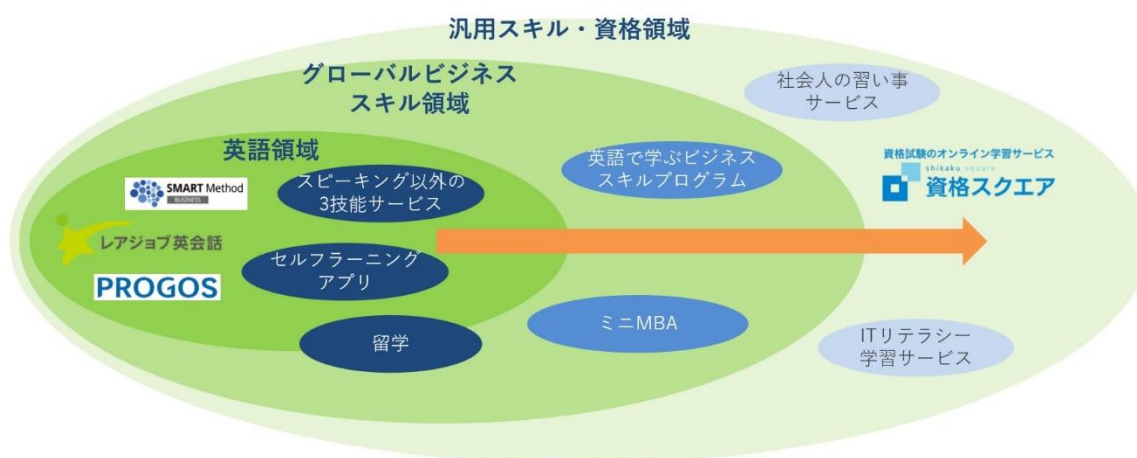 汎用スキル・資格領域
グローバルビジネス
スキル領域
英語領域
社会人の習い事
サービス
英語で学ぶビジネス
スキルプログラム
資格試験のオンライン学習サービス
shikaku square
資格スクエア
SMART Method
BUSINESS
スピーキング以外の
3技能サービス
レアジョブ英会話
セルフラーニング
アプリ
PROGOS
留学
ミニMBA
ITリテラシー
学習サービス